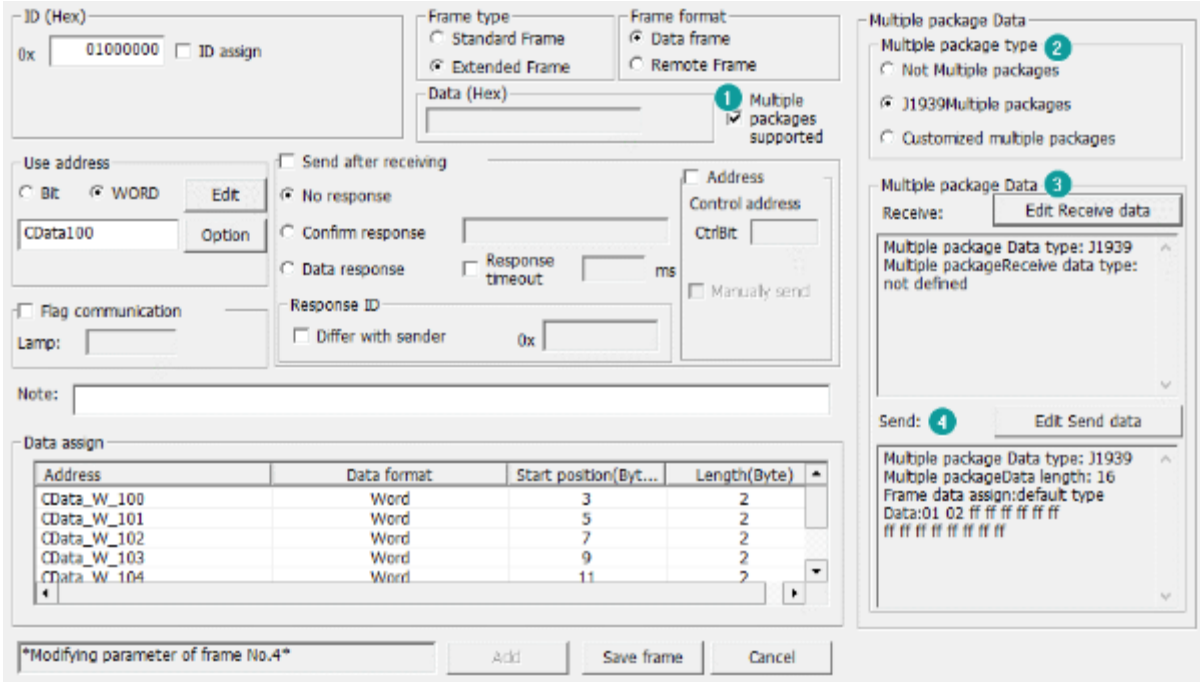 ID (Hex)
0x 01000000 ID assign
Frame type
Standard Frame
Extended Frame
Frame format
Data frame
Remote Frame
Data (Hex)
1 Multiple
packages
supported
Use address
Bit WORD Edit
CData100 Option
Flag communication
Lamp:
Send after receiving
No response
Confirm response
Data response Response
timeout ms
Response ID
Differ with sender 0x
Address
Control address
CtrlBit
Manually send
Note:
Data assign
Address Data format Start position(Byt... Length(Byte)
CData_W_100 Word 3 2
CData_W_101 Word 5 2
CData_W_102 Word 7 2
CData_W_103 Word 9 2
CData_W_104 Word 11 2
*Modifying parameter of frame No.4* Add Save frame Cancel
Multiple package Data
Multiple package type 2
Not Multiple packages
J1939Multiple packages
Customized multiple packages
Multiple package Data 3
Receive: Edit Receive data
Multiple package Data type: J1939
Multiple packageReceive data type:
not defined
Send: 4 Edit Send data
Multiple package Data type: J1939
Multiple packageData length: 16
Frame data assign:default type
Data:01 02 ff ff ff ff ff ff
ff ff ff ff ff ff ff ff